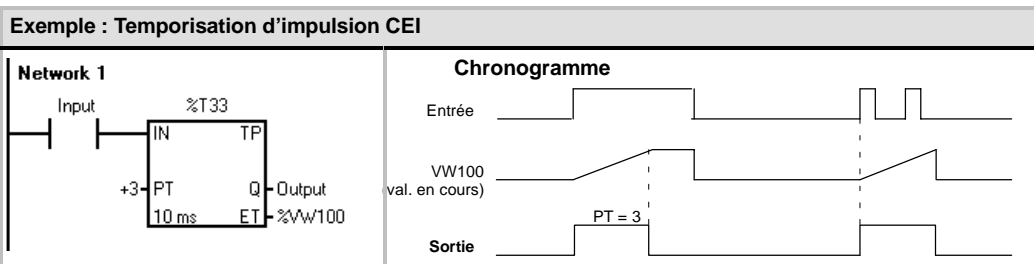 Exemple : Temporisation d'impulsion CEI
Network 1
Input
%T33
IN TP
+3 PT Q Output
10 ms ET %VW100
Chronogramme
Entrée
VW100
(val. en cours)
PT = 3
Sortie